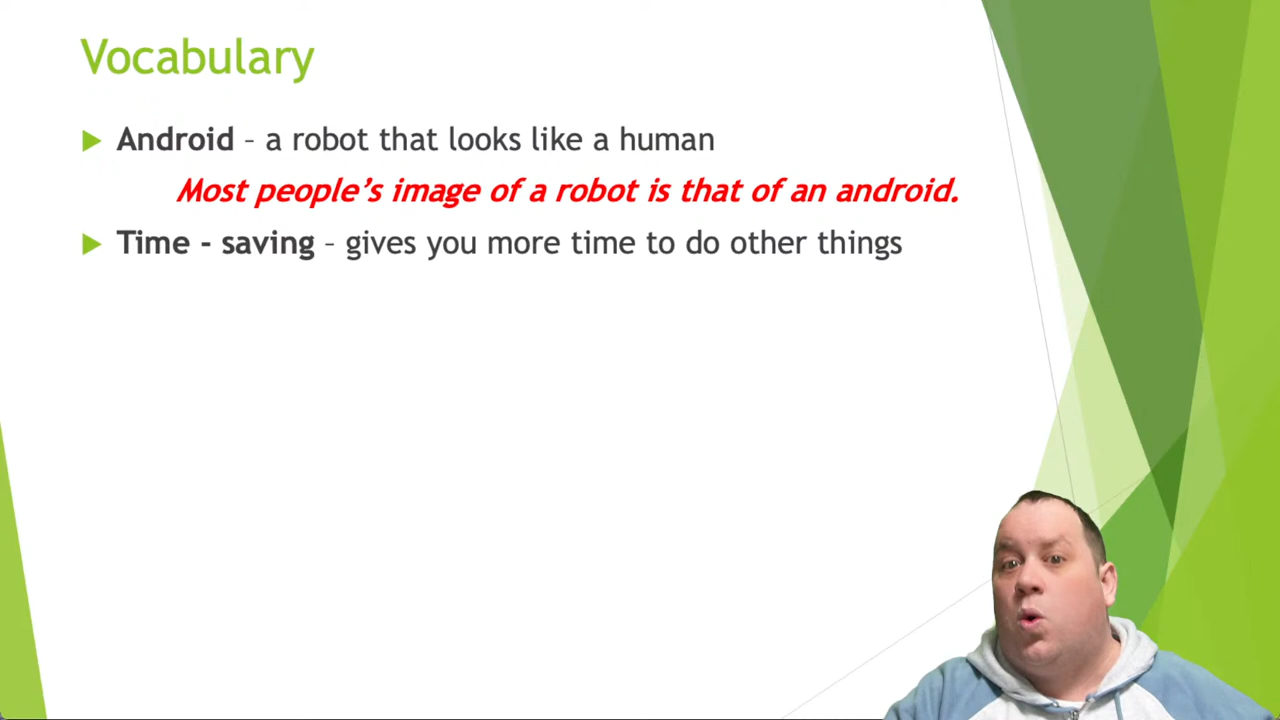 Vocabulary
Android – a robot that looks like a human
Most people's image of a robot is that of an android.
Time - saving – gives you more time to do other things